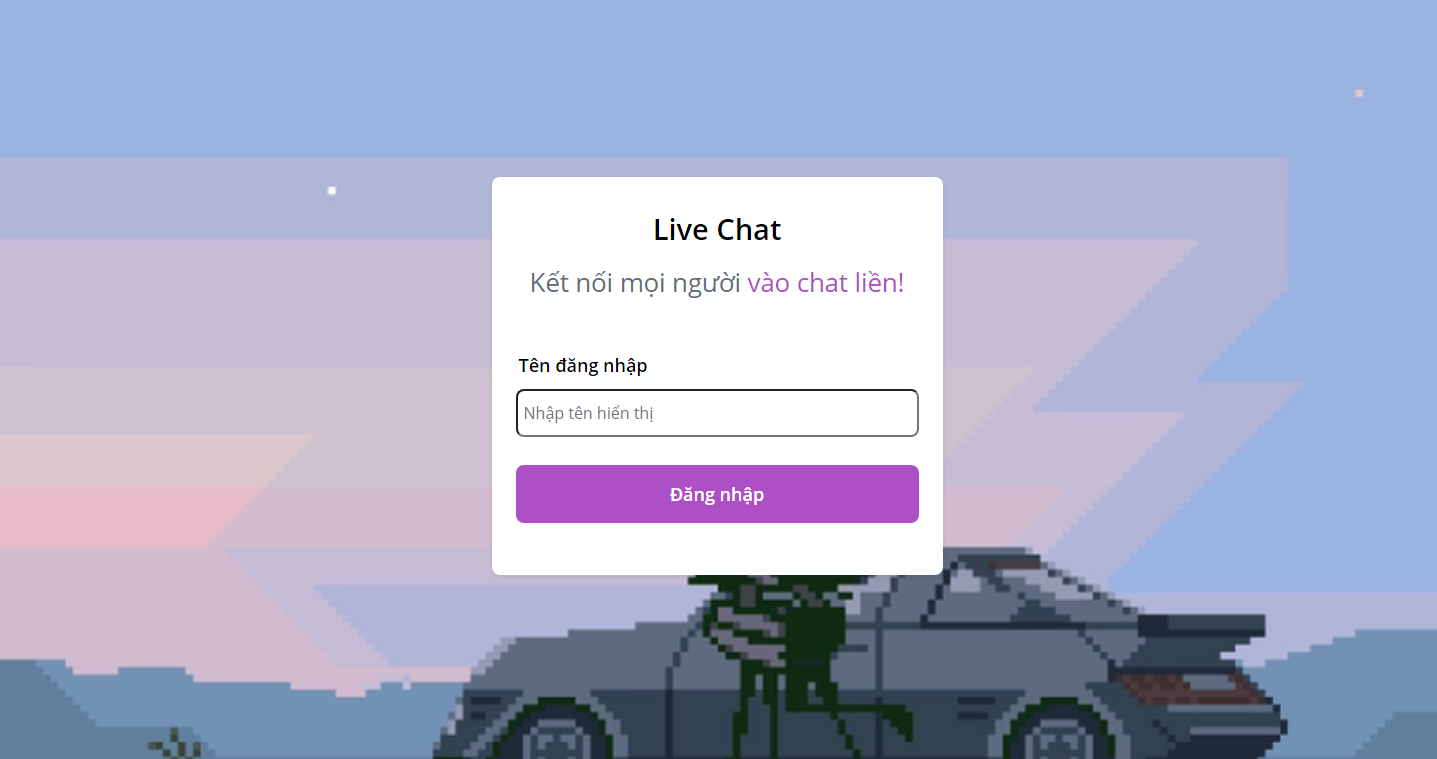 Live Chat
Kết nối mọi người vào chat liền!
Tên đăng nhập
Nhập tên hiển thị
Đăng nhập